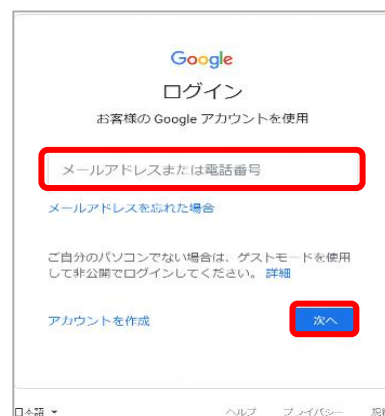 Google
ログイン
お客様の Google アカウントを使用
メールアドレスまたは電話番号
メールアドレスを忘れた場合
ご自分のパソコンでない場合は、ゲストモードを使用
して非公開でログインしてください。 詳細
アカウントを作成
次へ
日本語
ヘルプ プライバシー 規約